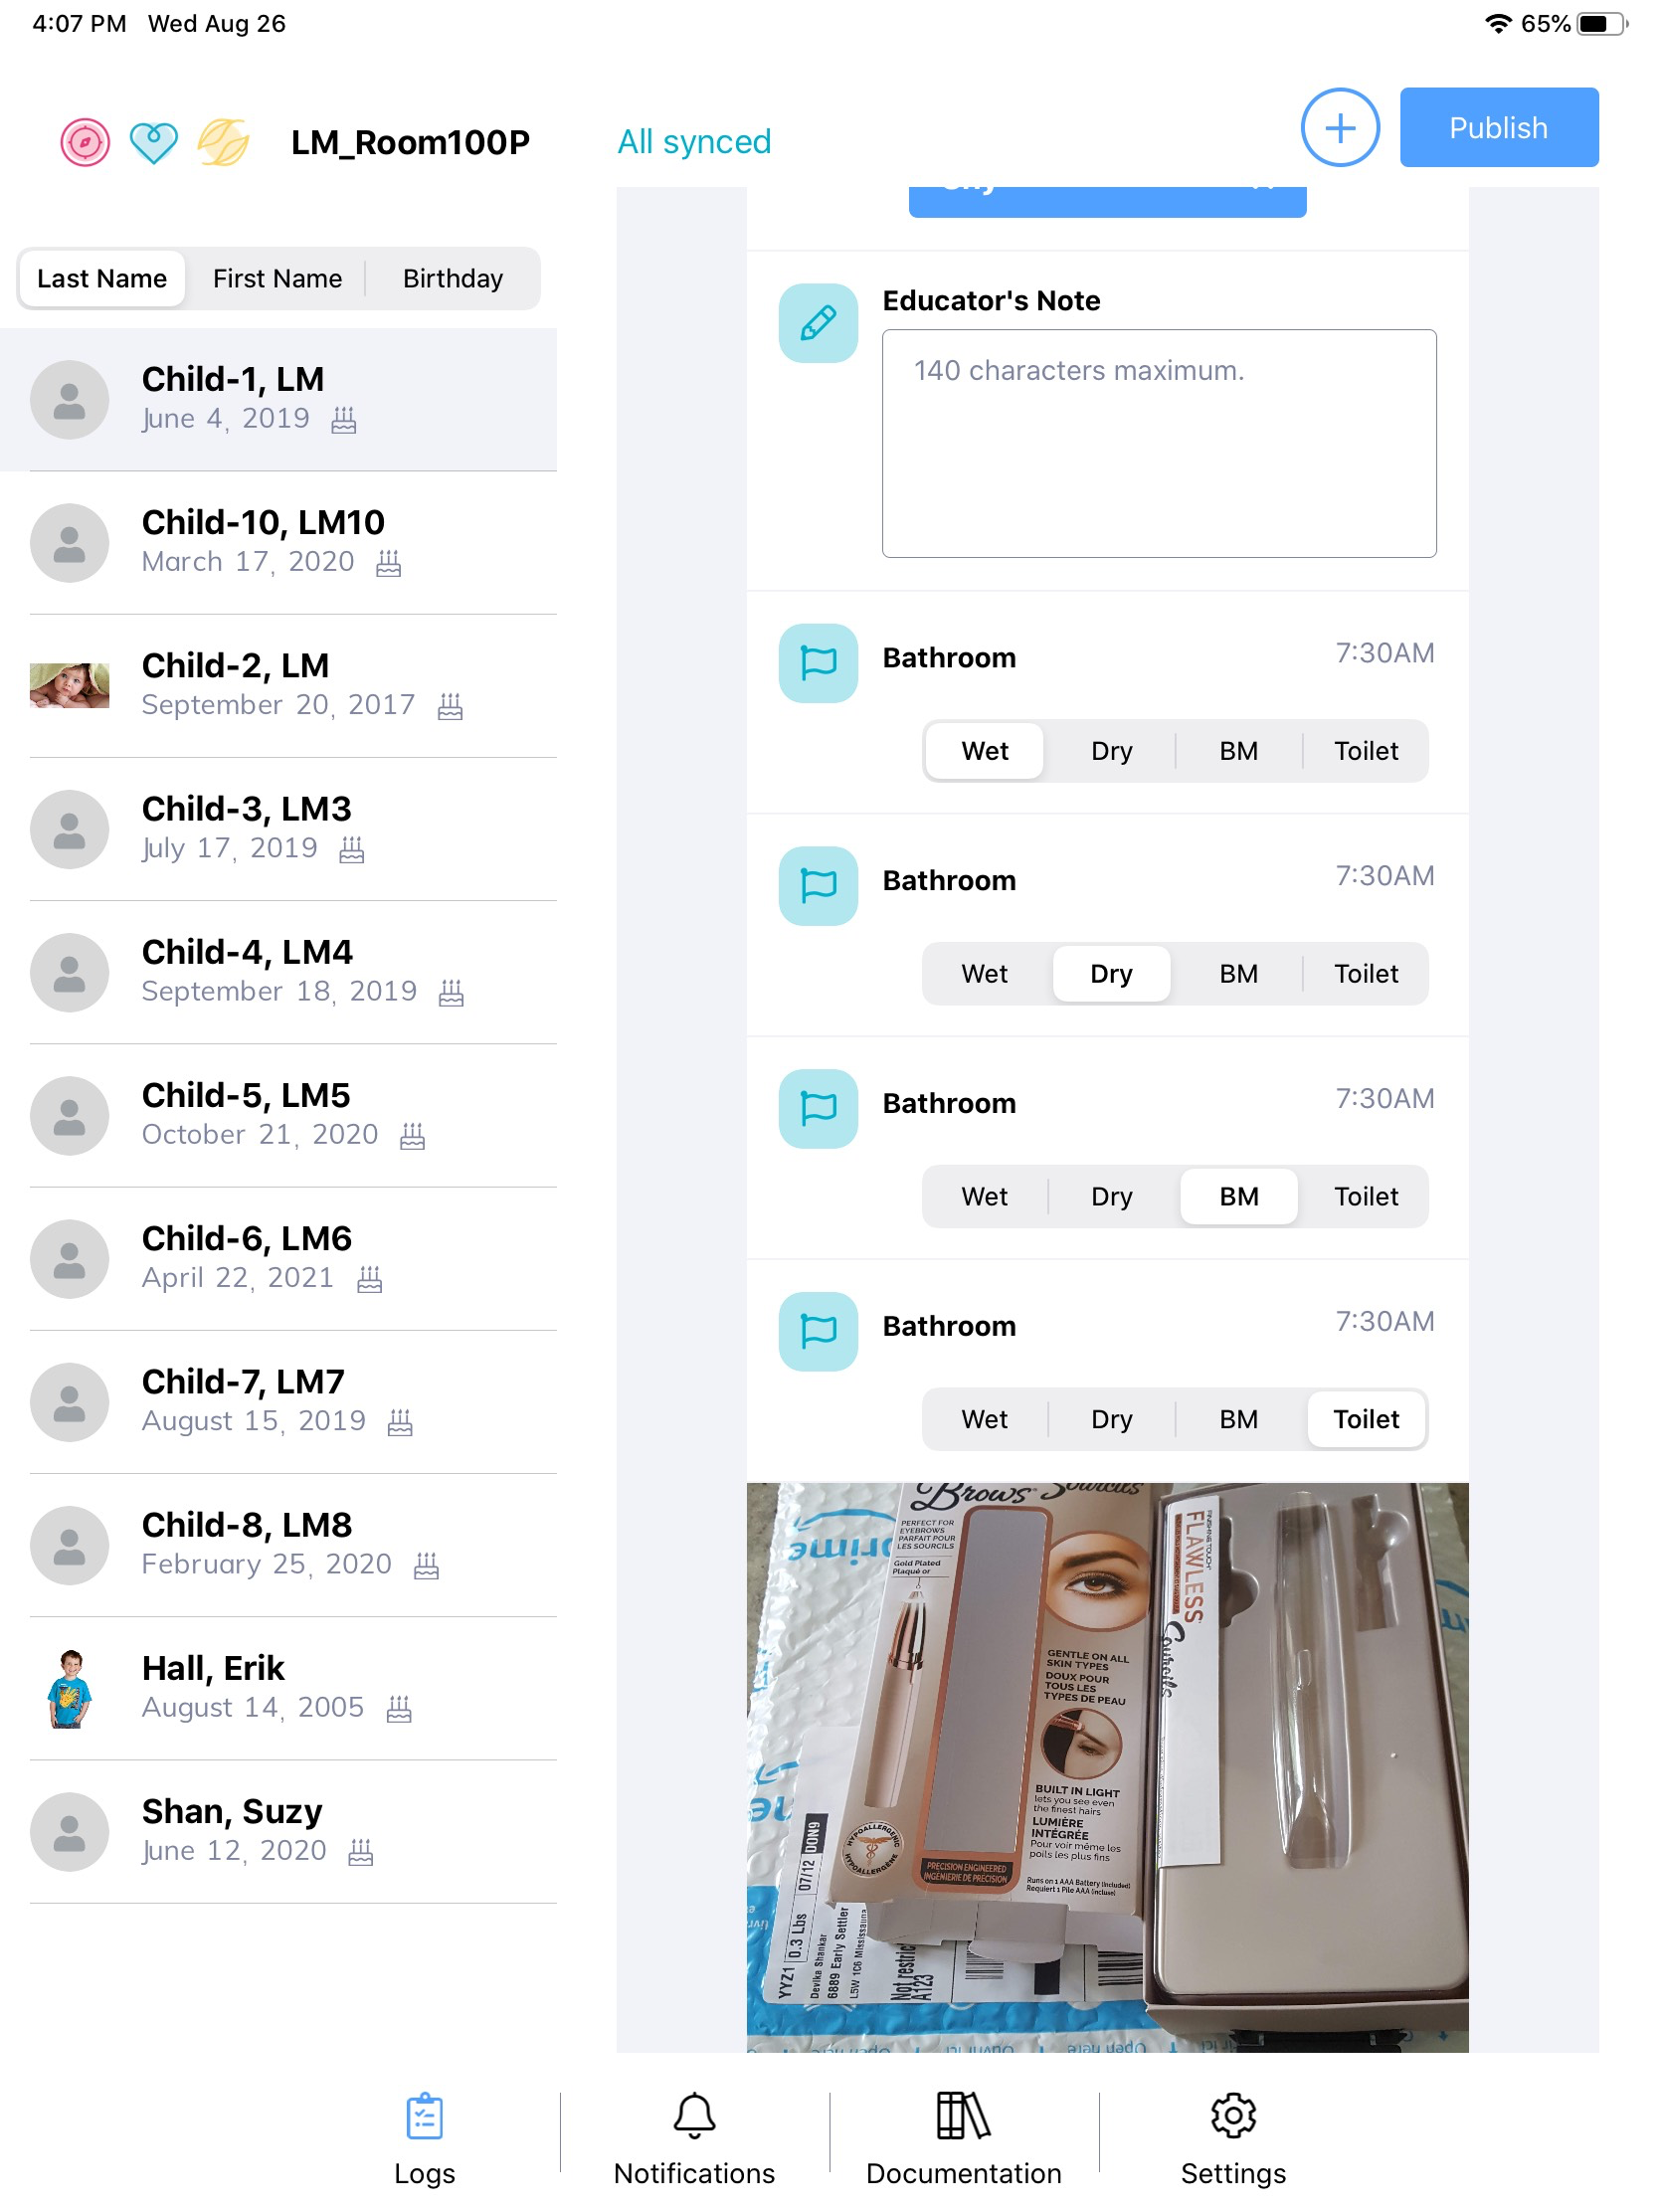 4:07 PM Wed Aug 26
65%
LM_Room100P
All synced
Publish
Last Name
First Name
Birthday
Child-1, LM
June 4, 2019
Child-10, LM10
March 17, 2020
Child-2, LM
September 20, 2017
Child-3, LM3
July 17, 2019
Child-4, LM4
September 18, 2019
Child-5, LM5
October 21, 2020
Child-6, LM6
April 22, 2021
Child-7, LM7
August 15, 2019
Child-8, LM8
February 25, 2020
Hall, Erik
August 14, 2005
Shan, Suzy
June 12, 2020
Educator's Note
140 characters maximum.
Bathroom 7:30AM
Wet Dry BM Toilet
Bathroom 7:30AM
Wet Dry BM Toilet
Bathroom 7:30AM
Wet Dry BM Toilet
Bathroom 7:30AM
Wet Dry BM Toilet
Brows Sourcils
PERFECT FOR
EYEBROWS
PARFAIT POUR
LES SOURCILS
Gold Plated
Plaqué or
GENTLE ON ALL
SKIN TYPES
DOUX POUR
TOUS LES
TYPES DE PEAU
BUILT IN LIGHT
lets you see even
the finest hairs
LUMIÈRE
INTÉGRÉE
Pour voir même les
poils les plus fins
Runs on 1 AAA Battery (Included)
Requiert 1 Pile AAA (Incluse)
HYPOALLERGENIC
HYPOALLERGÉNE
PRECISION ENGINEERED
INGÉNIERIE DE PRÉCISION
FINISHING TOUCH
FLAWLESS
Sourcils
prime
YYZ1 0.3 Lbs 07/12 DON9
Devika Shankar
6889 Early Settler
L5W 1C6 Mississauga
Not restric
A123
Open here
Logs
Notifications
Documentation
Settings